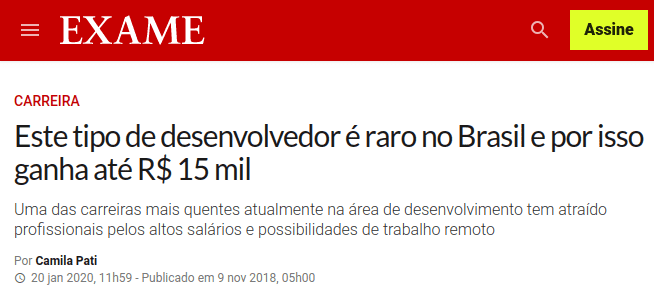 EXAME
Assine
CARREIRA
Este tipo de desenvolvedor é raro no Brasil e por isso
ganha até R$ 15 mil
Uma das carreiras mais quentes atualmente na área de desenvolvimento tem atraído
profissionais pelos altos salários e possibilidades de trabalho remoto
Por Camila Pati
20 jan 2020, 11h59 - Publicado em 9 nov 2018, 05h00